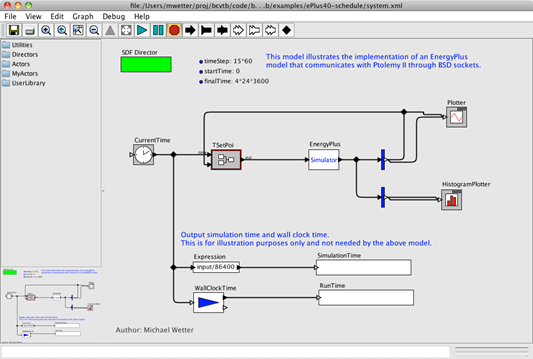 file:/Users/mwetter/proj/bcvtb/code/b. . .b/examples/ePlus40-schedule/system.xml
File Edit View Graph Debug Help
Utilities
Directors
Actors
MyActors
UserLibrary
SDF Director
timeStep: 15*60
startTime: 0
finalTime: 4*24*3600
This model illustrates the implementation of an EnergyPlus
model that communicates with Ptolemy II through BSD sockets.
Plotter
CurrentTime
TSetPoi
EnergyPlus
Simulator
HistogramPlotter
Output simulation time and wall clock time.
This is for illustration purposes only and not needed by the above model.
Expression
input/86400
SimulationTime
WallClockTime
RunTime
Author: Michael Wetter